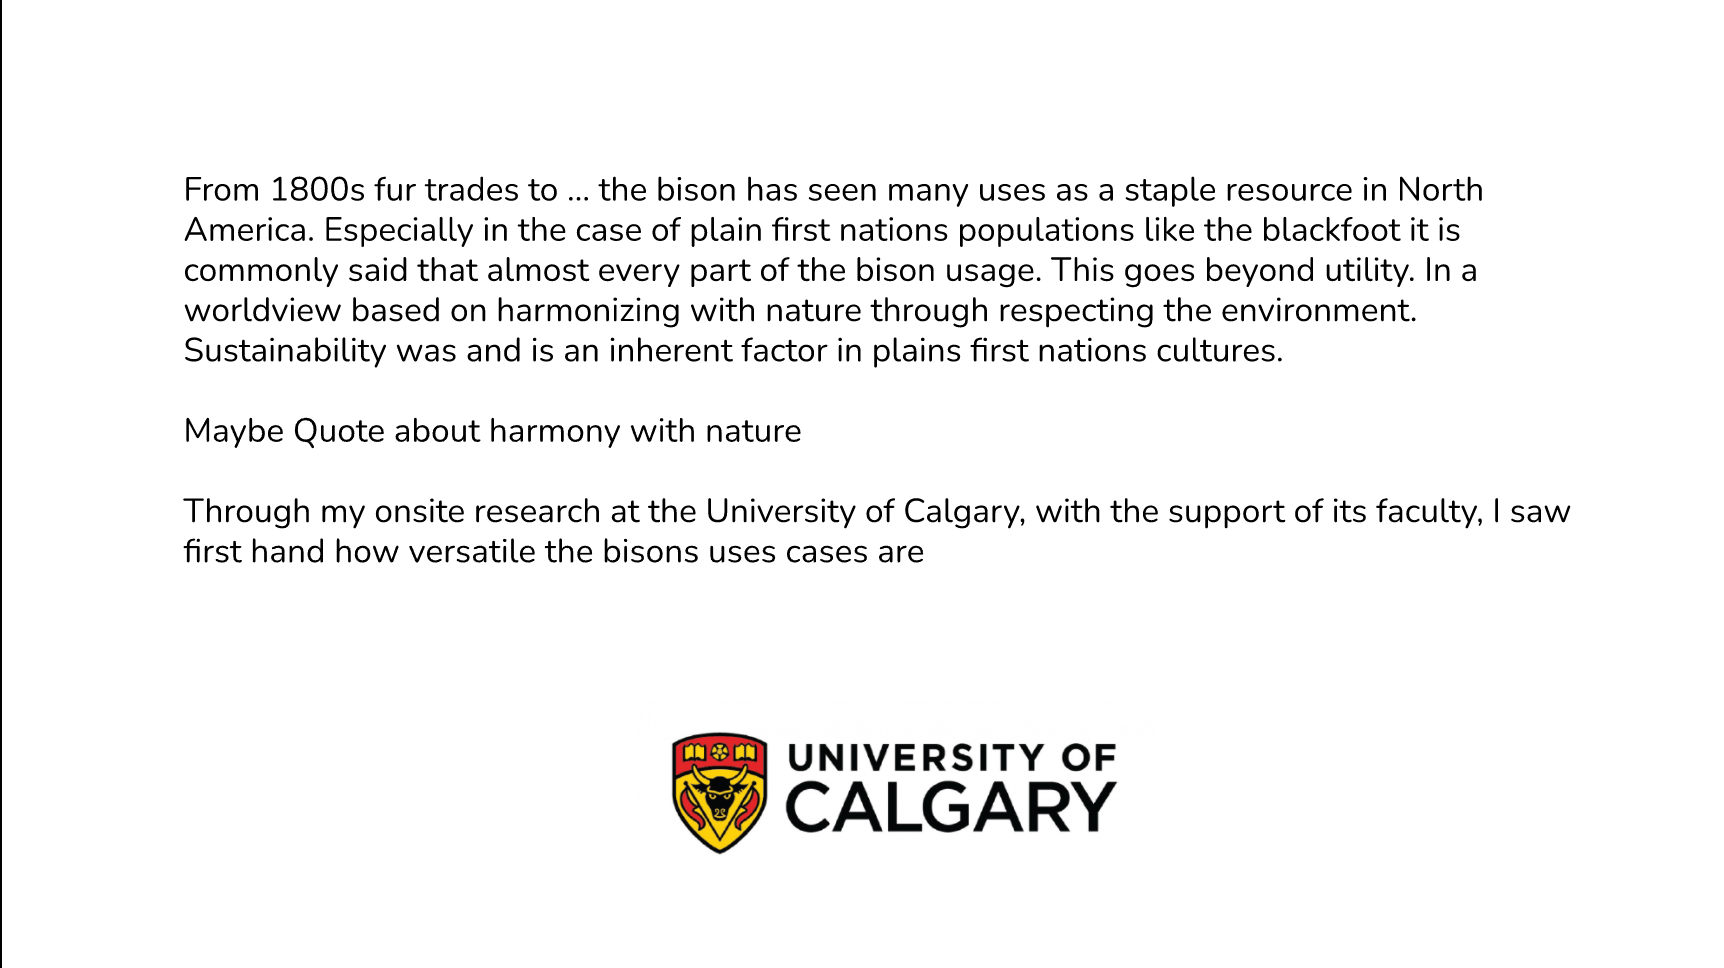 From 1800s fur trades to ... the bison has seen many uses as a staple resource in North
America. Especially in the case of plain first nations populations like the blackfoot it is
commonly said that almost every part of the bison usage. This goes beyond utility. In a
worldview based on harmonizing with nature through respecting the environment.
Sustainability was and is an inherent factor in plains first nations cultures.
Maybe Quote about harmony with nature
Through my onsite research at the University of Calgary, with the support of its faculty, I saw
first hand how versatile the bisons uses cases are
UNIVERSITY OF
CALGARY